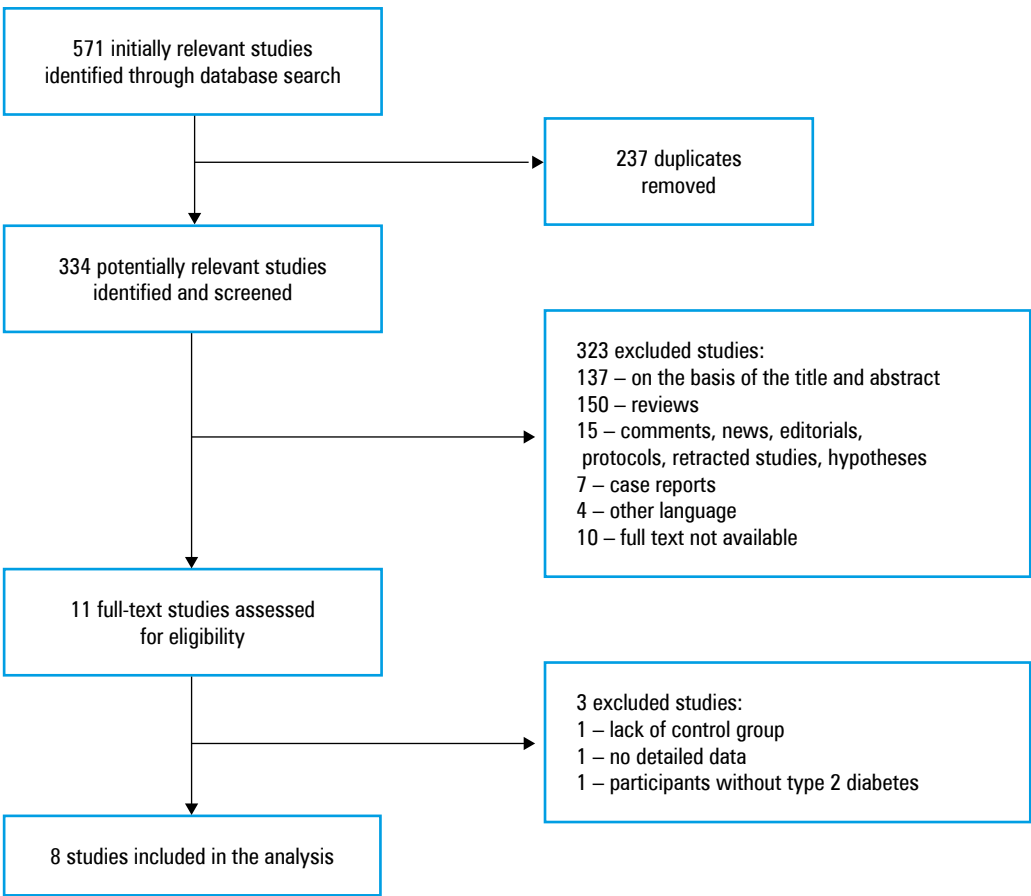 571 initially relevant studies
identified through database search
237 duplicates
removed
334 potentially relevant studies
identified and screened
323 excluded studies:
137 – on the basis of the title and abstract
150 – reviews
15 – comments, news, editorials,
protocols, retracted studies, hypotheses
7 – case reports
4 – other language
10 – full text not available
11 full-text studies assessed
for eligibility
3 excluded studies:
1 – lack of control group
1 – no detailed data
1 – participants without type 2 diabetes
8 studies included in the analysis